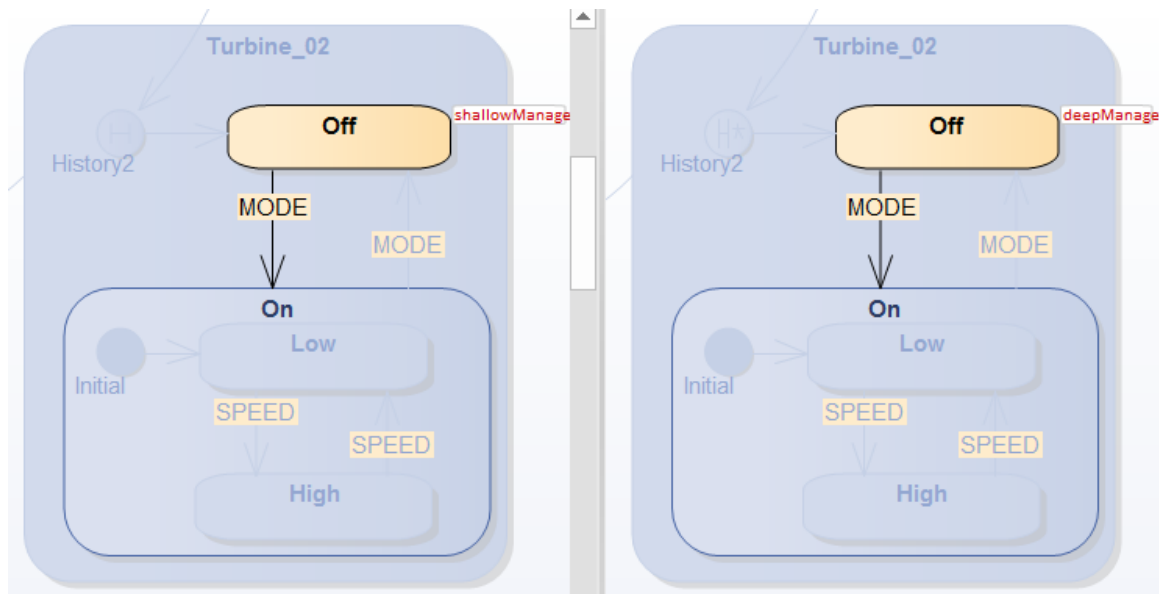 Turbine_02
Off
shallowManage
H
History2
MODE
MODE
On
Low
Initial
SPEED
SPEED
High
Turbine_02
Off
deepManage
H*
History2
MODE
MODE
On
Low
Initial
SPEED
SPEED
High